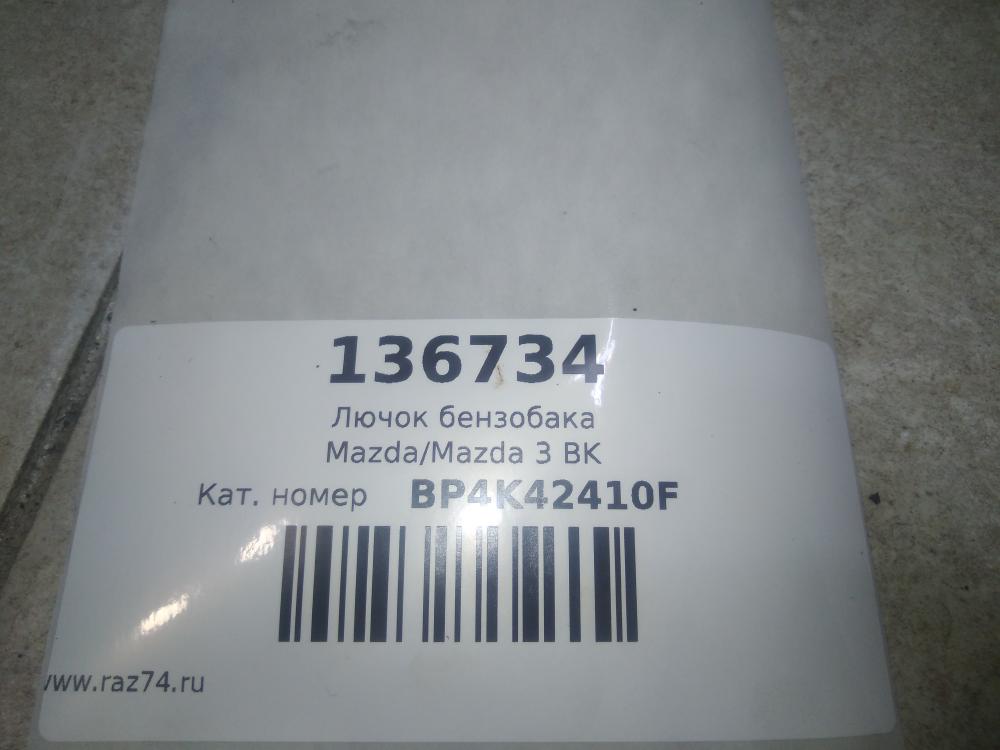 136734
Лючок бензобака
Mazda/Mazda 3 BK
Кат. номер BP4K42410F
www.raz74.ru